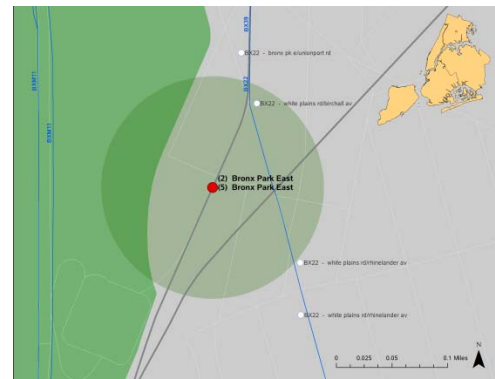 BXM11
BXM11
BX39
BX22
BX22 - bronx pk e/unionport rd
BX22 - white plains rd/birchall av
(2) Bronx Park East
(5) Bronx Park East
BX22 - white plains rd/rhinelander av
BX22 - white plains rd/rhinelander av
N
0 0.025 0.05 0.1 Miles